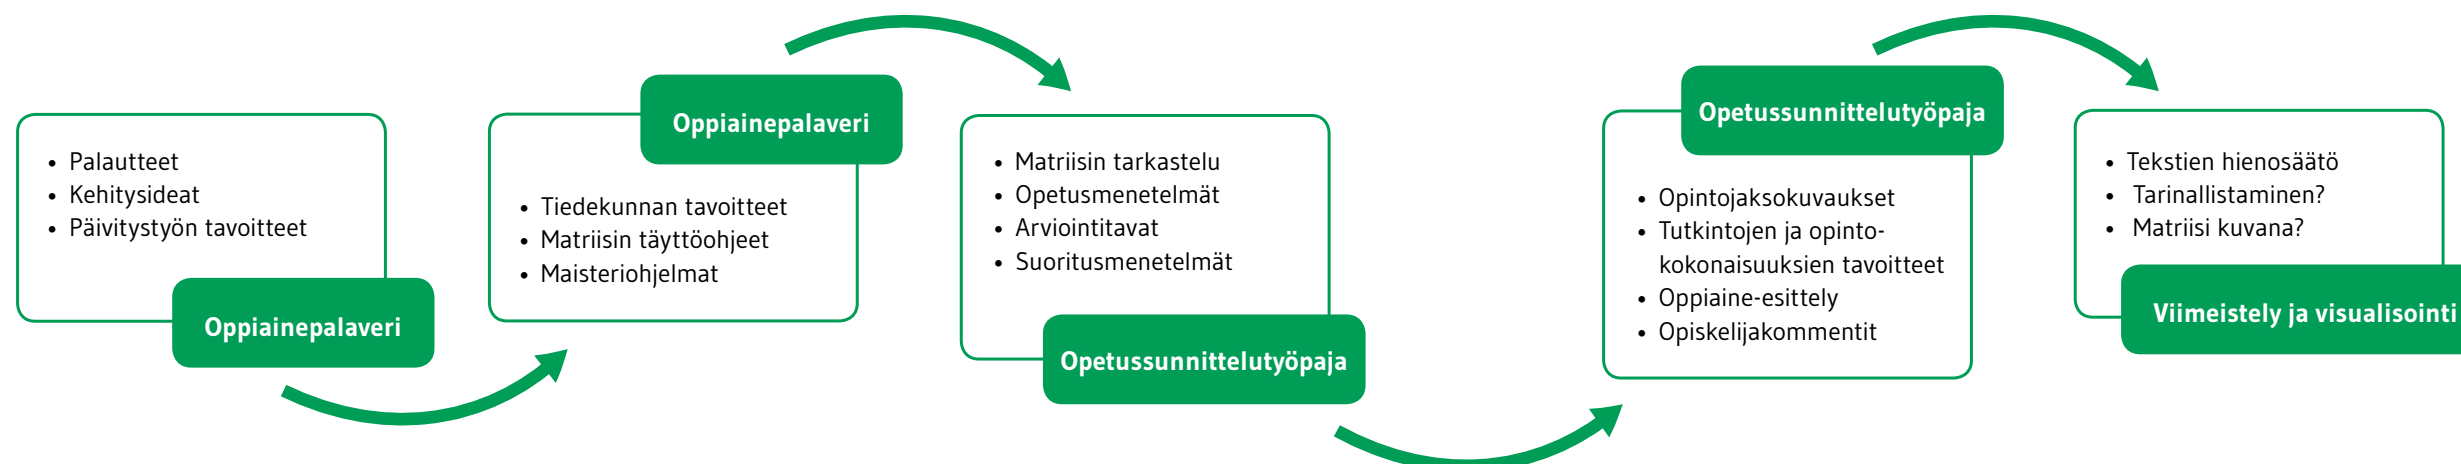 • Palautteet
• Kehitysideat
• Päivitystyön tavoitteet
Oppiainepalaveri
Oppiainepalaveri
• Tiedekunnan tavoitteet
• Matriisin täyttöohjeet
• Maisteriohjelmat
• Matriisin tarkastelu
• Opetusmenetelmät
• Arviointitavat
• Suoritusmenetelmät
Opetussunnittelutyöpaja
Opetussunnittelutyöpaja
• Opintojaksokuvaukset
• Tutkintojen ja opinto-
kokonaisuuksien tavoitteet
• Oppiaine-esittely
• Opiskelijakommentit
• Tekstien hienosäätö
• Tarinallistaminen?
• Matriisi kuvana?
Viimeistely ja visualisointi